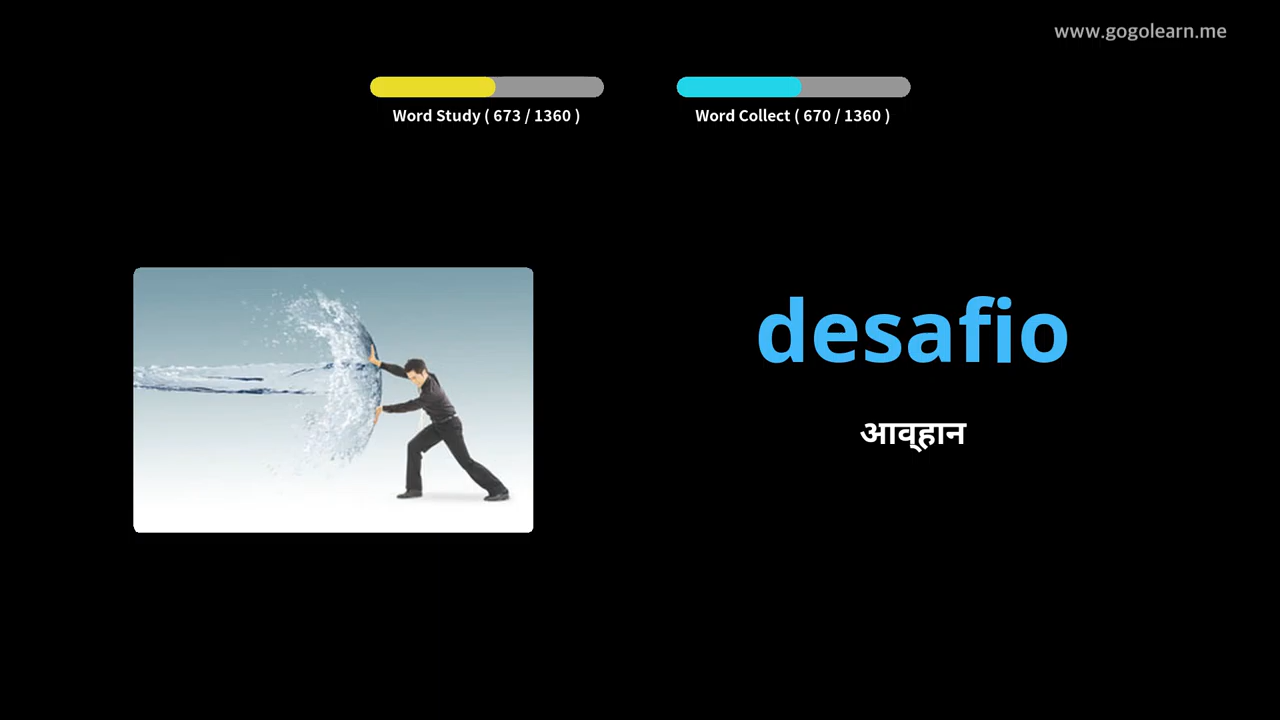 www.gogolearn.me
Word Study ( 673 / 1360 )
Word Collect ( 670 / 1360 )
desafio
आव्हान